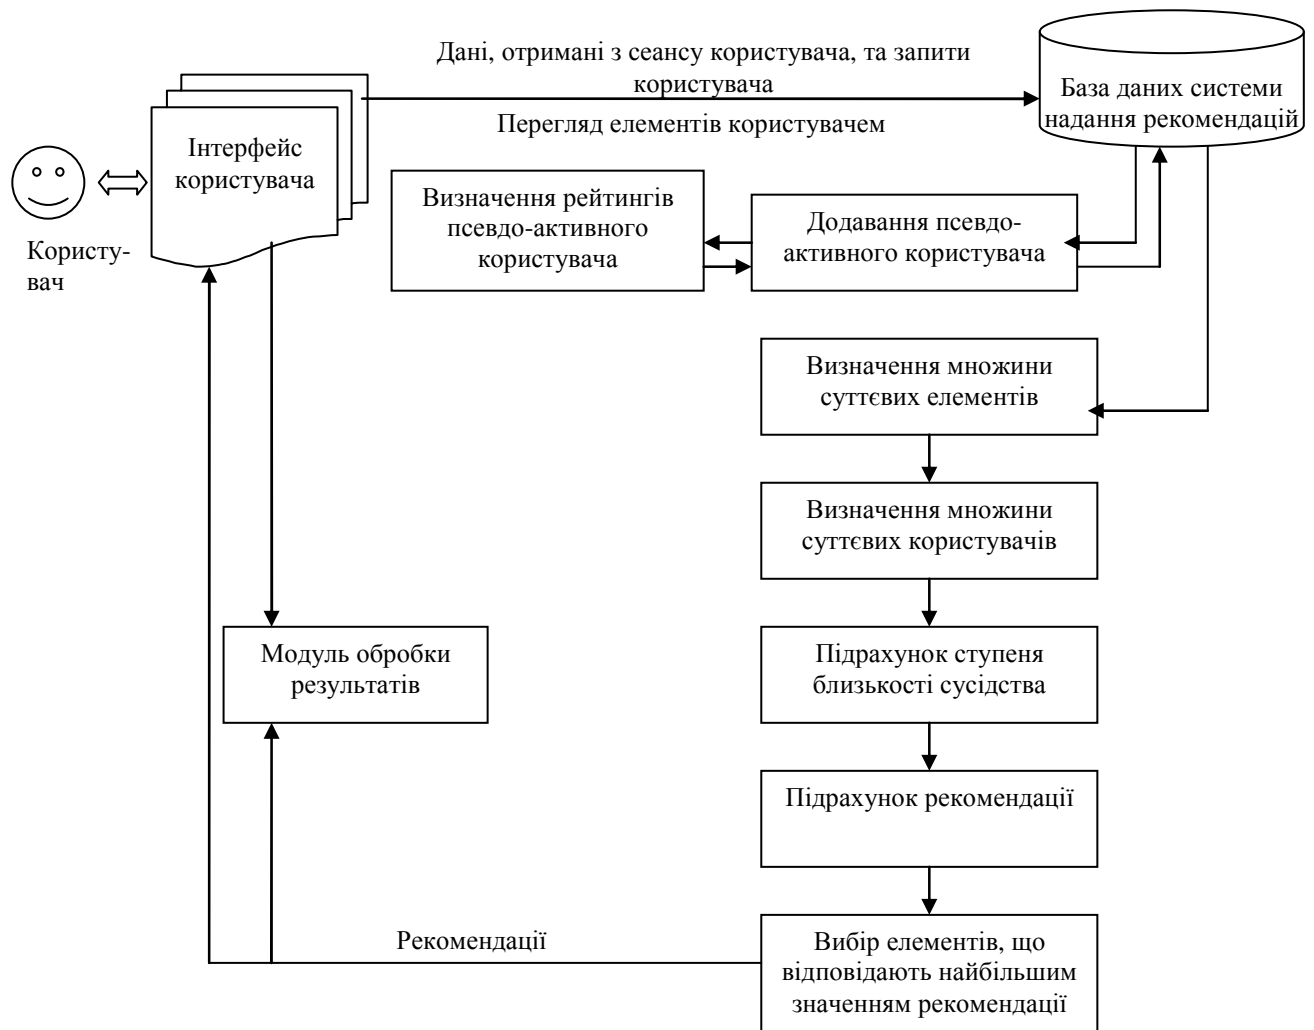 Дані, отримані з сеансу користувача, та запити
користувача
Перегляд елементів користувачем
База даних системи
надання рекомендацій
Інтерфейс
користувача
Користу-
вач
Визначення рейтингів
псевдо-активного
користувача
Додавання псевдо-
активного користувача
Визначення множини
суттєвих елементів
Визначення множини
суттєвих користувачів
Модуль обробки
результатів
Підрахунок ступеня
близькості сусідства
Підрахунок рекомендації
Рекомендації
Вибір елементів, що
відповідають найбільшим
значенням рекомендації